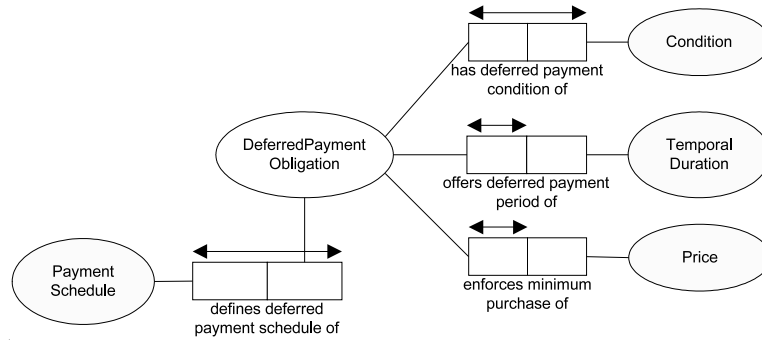 Condition
has deferred payment
condition of
DeferredPayment
Obligation
Temporal
Duration
offers deferred payment
period of
Payment
Schedule
Price
enforces minimum
purchase of
defines deferred
payment schedule of